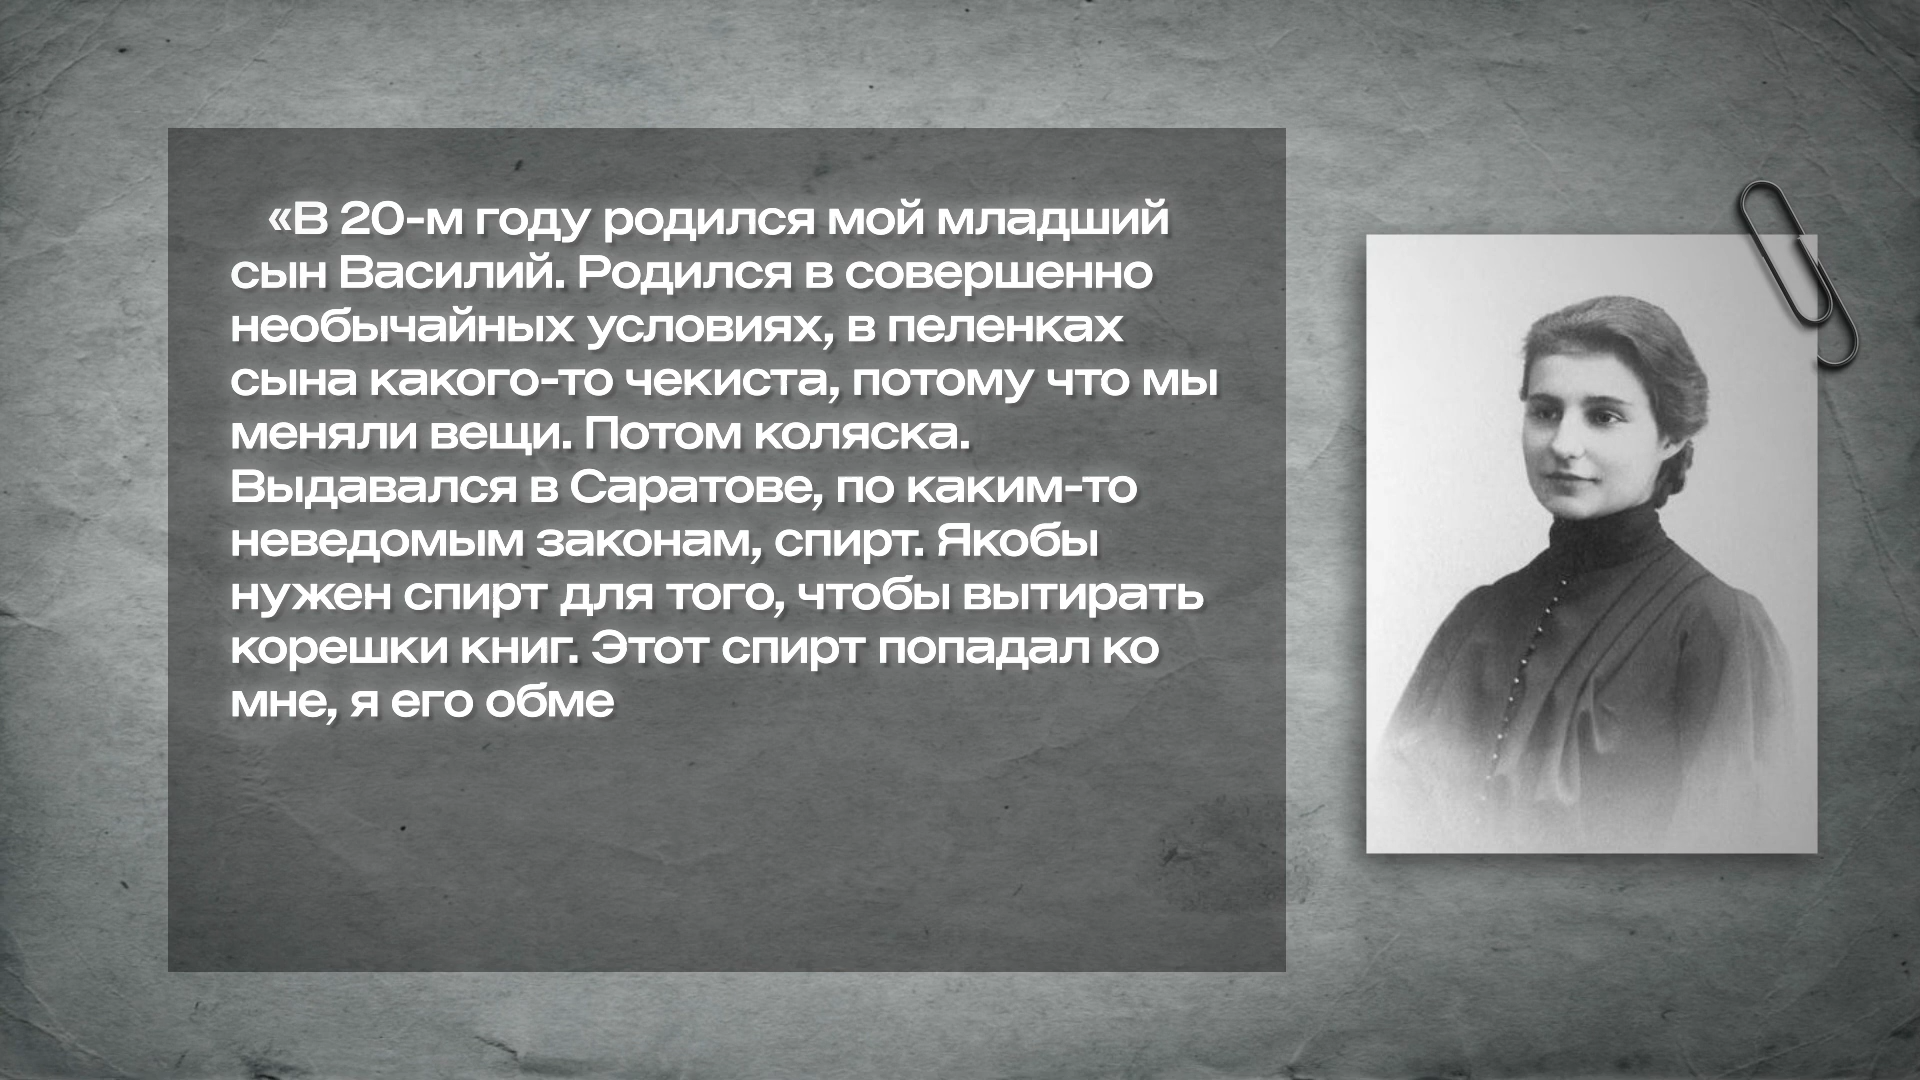 «В 20-м году родился мой младший
сын Василий. Родился в совершенно
необычайных условиях, в пеленках
сына какого-то чекиста, потому что мы
меняли вещи. Потом коляска.
Выдавался в Саратове, по каким-то
неведомым законам, спирт. Якобы
нужен спирт для того, чтобы вытирать
корешки книг. Этот спирт попадал ко
мне, я его обме